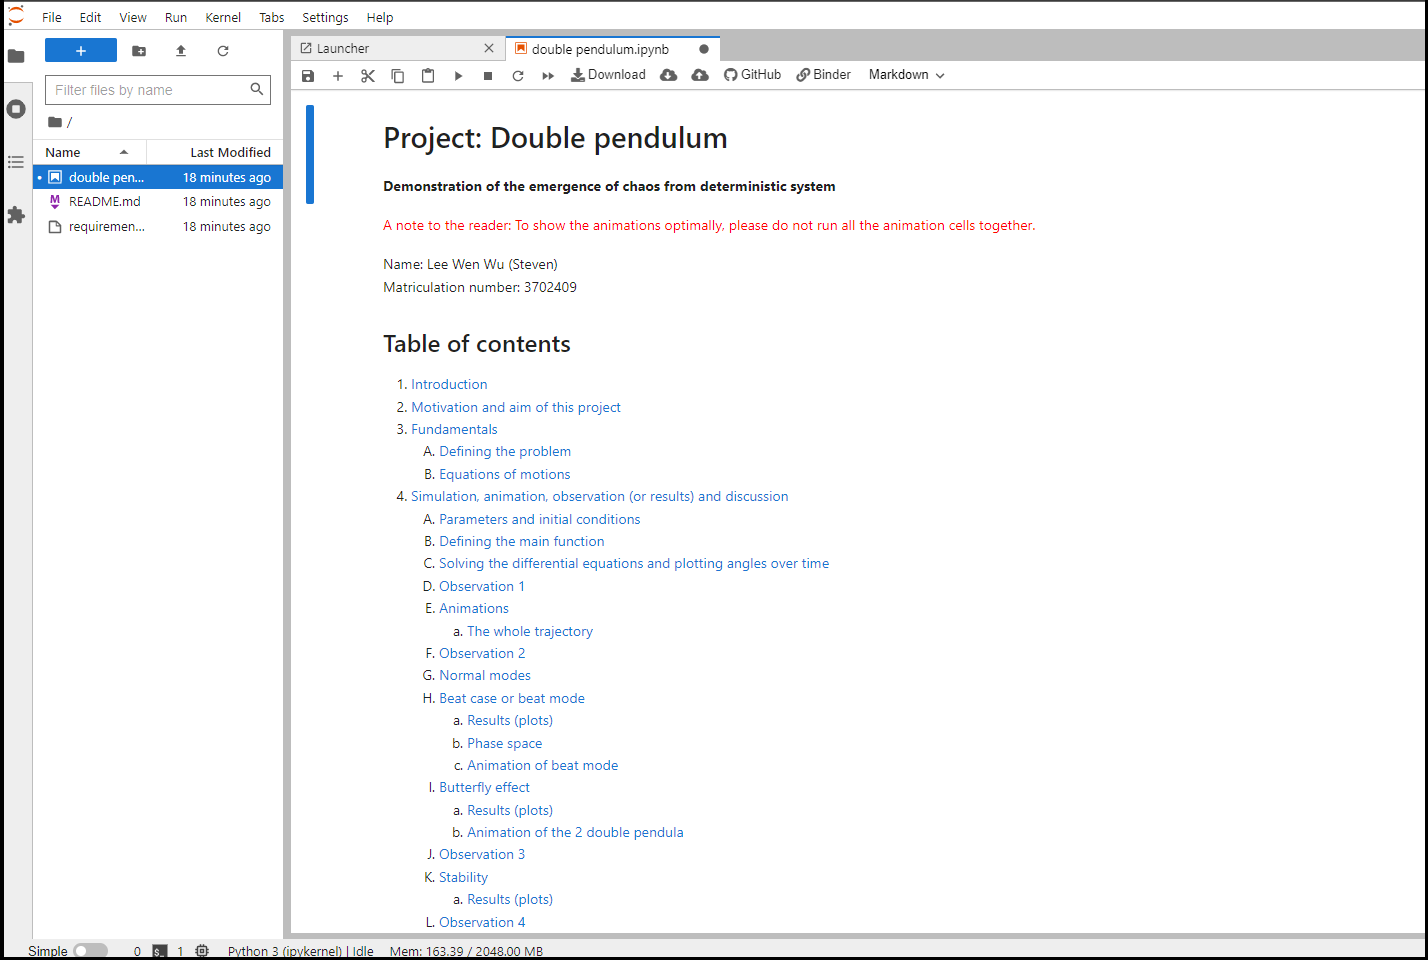 File Edit View Run Kernel Tabs Settings Help
+
Filter files by name
/
Name Last Modified
double pen... 18 minutes ago
README.md 18 minutes ago
requiremen... 18 minutes ago
Launcher
double pendulum.ipynb
Download GitHub Binder Markdown
Project: Double pendulum
Demonstration of the emergence of chaos from deterministic system
A note to the reader: To show the animations optimally, please do not run all the animation cells together.
Name: Lee Wen Wu (Steven)
Matriculation number: 3702409
Table of contents
1. Introduction
2. Motivation and aim of this project
3. Fundamentals
A. Defining the problem
B. Equations of motions
4. Simulation, animation, observation (or results) and discussion
A. Parameters and initial conditions
B. Defining the main function
C. Solving the differential equations and plotting angles over time
D. Observation 1
E. Animations
a. The whole trajectory
F. Observation 2
G. Normal modes
H. Beat case or beat mode
a. Results (plots)
b. Phase space
c. Animation of beat mode
I. Butterfly effect
a. Results (plots)
b. Animation of the 2 double pendula
J. Observation 3
K. Stability
a. Results (plots)
L. Observation 4
Simple 0 1 Python 3 (ipykernel) | Idle Mem: 163.39 / 2048.00 MB